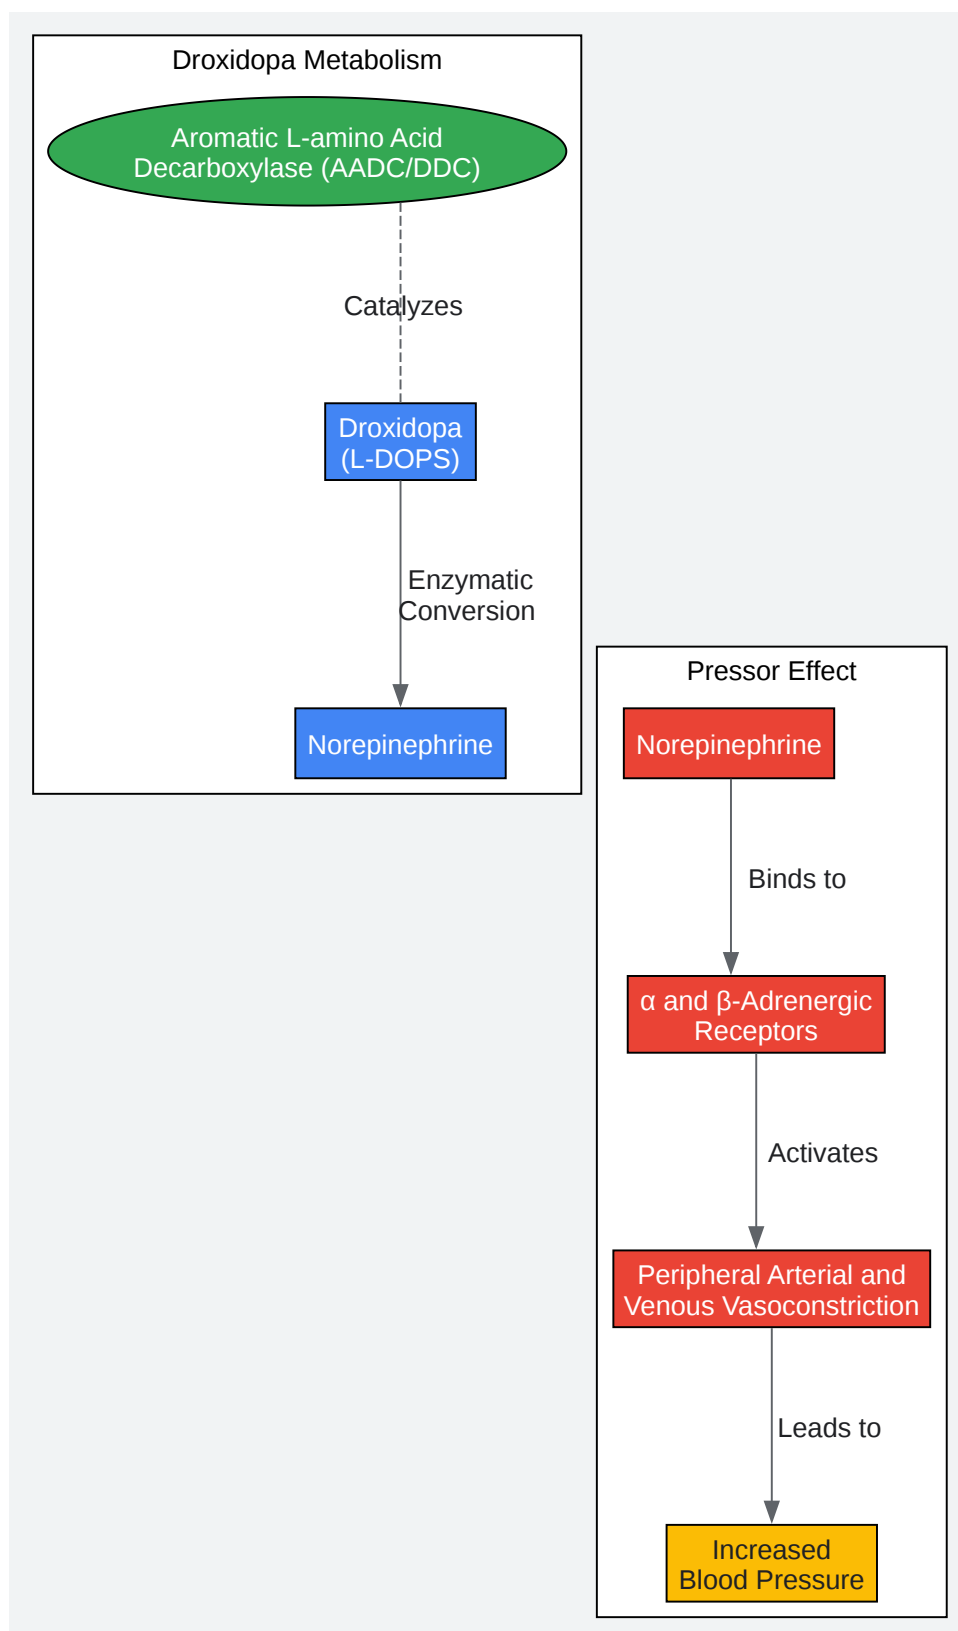 Droxidopa Metabolism
Aromatic L-amino Acid
Decarboxylase (AADC/DDC)
Catalyzes
Droxidopa
(L-DOPS)
Enzymatic
Conversion
Norepinephrine
Pressor Effect
Norepinephrine
Binds to
α and β-Adrenergic
Receptors
Activates
Peripheral Arterial and
Venous Vasoconstriction
Leads to
Increased
Blood Pressure